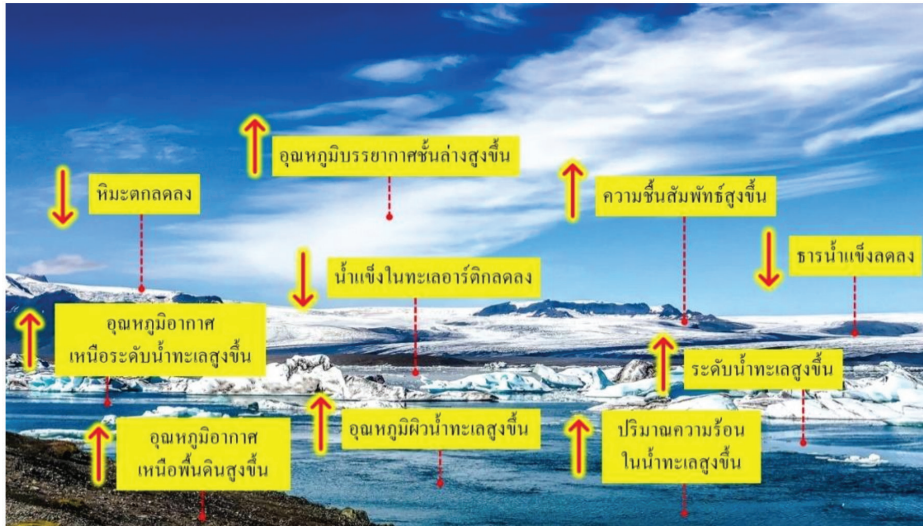 อุณหภูมิบรรยากาศชั้นล่างสูงขึ้น
หิมะตกลดลง
ความชื้นสัมพัทธ์สูงขึ้น
ธารน้ำแข็งลดลง
น้ำแข็งในทะเลอาร์ติกลดลง
อุณหภูมิอากาศ
เหนือระดับน้ำทะเลสูงขึ้น
ระดับน้ำทะเลสูงขึ้น
อุณหภูมิผิวน้ำทะเลสูงขึ้น
ปริมาณความร้อน
ในน้ำทะเลสูงขึ้น
อุณหภูมิอากาศ
เหนือพื้นดินสูงขึ้น